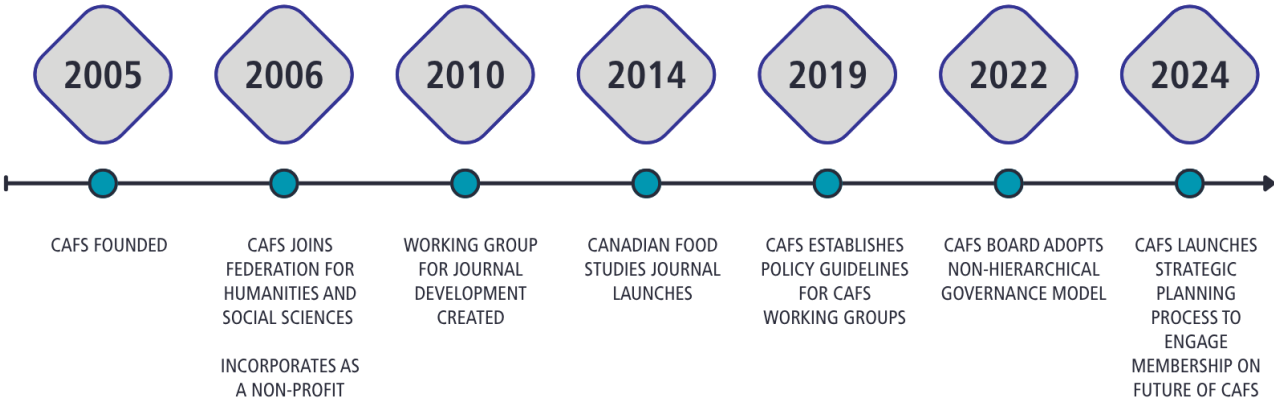 2005
2006
2010
2014
2019
2022
2024
CAFS FOUNDED
CAFS JOINS
FEDERATION FOR
HUMANITIES AND
SOCIAL SCIENCES
INCORPORATES AS
A NON-PROFIT
WORKING GROUP
FOR JOURNAL
DEVELOPMENT
CREATED
CANADIAN FOOD
STUDIES JOURNAL
LAUNCHES
CAFS ESTABLISHES
POLICY GUIDELINES
FOR CAFS
WORKING GROUPS
CAFS BOARD ADOPTS
NON-HIERARCHICAL
GOVERNANCE MODEL
CAFS LAUNCHES
STRATEGIC
PLANNING
PROCESS TO
ENGAGE
MEMBERSHIP ON
FUTURE OF CAFS